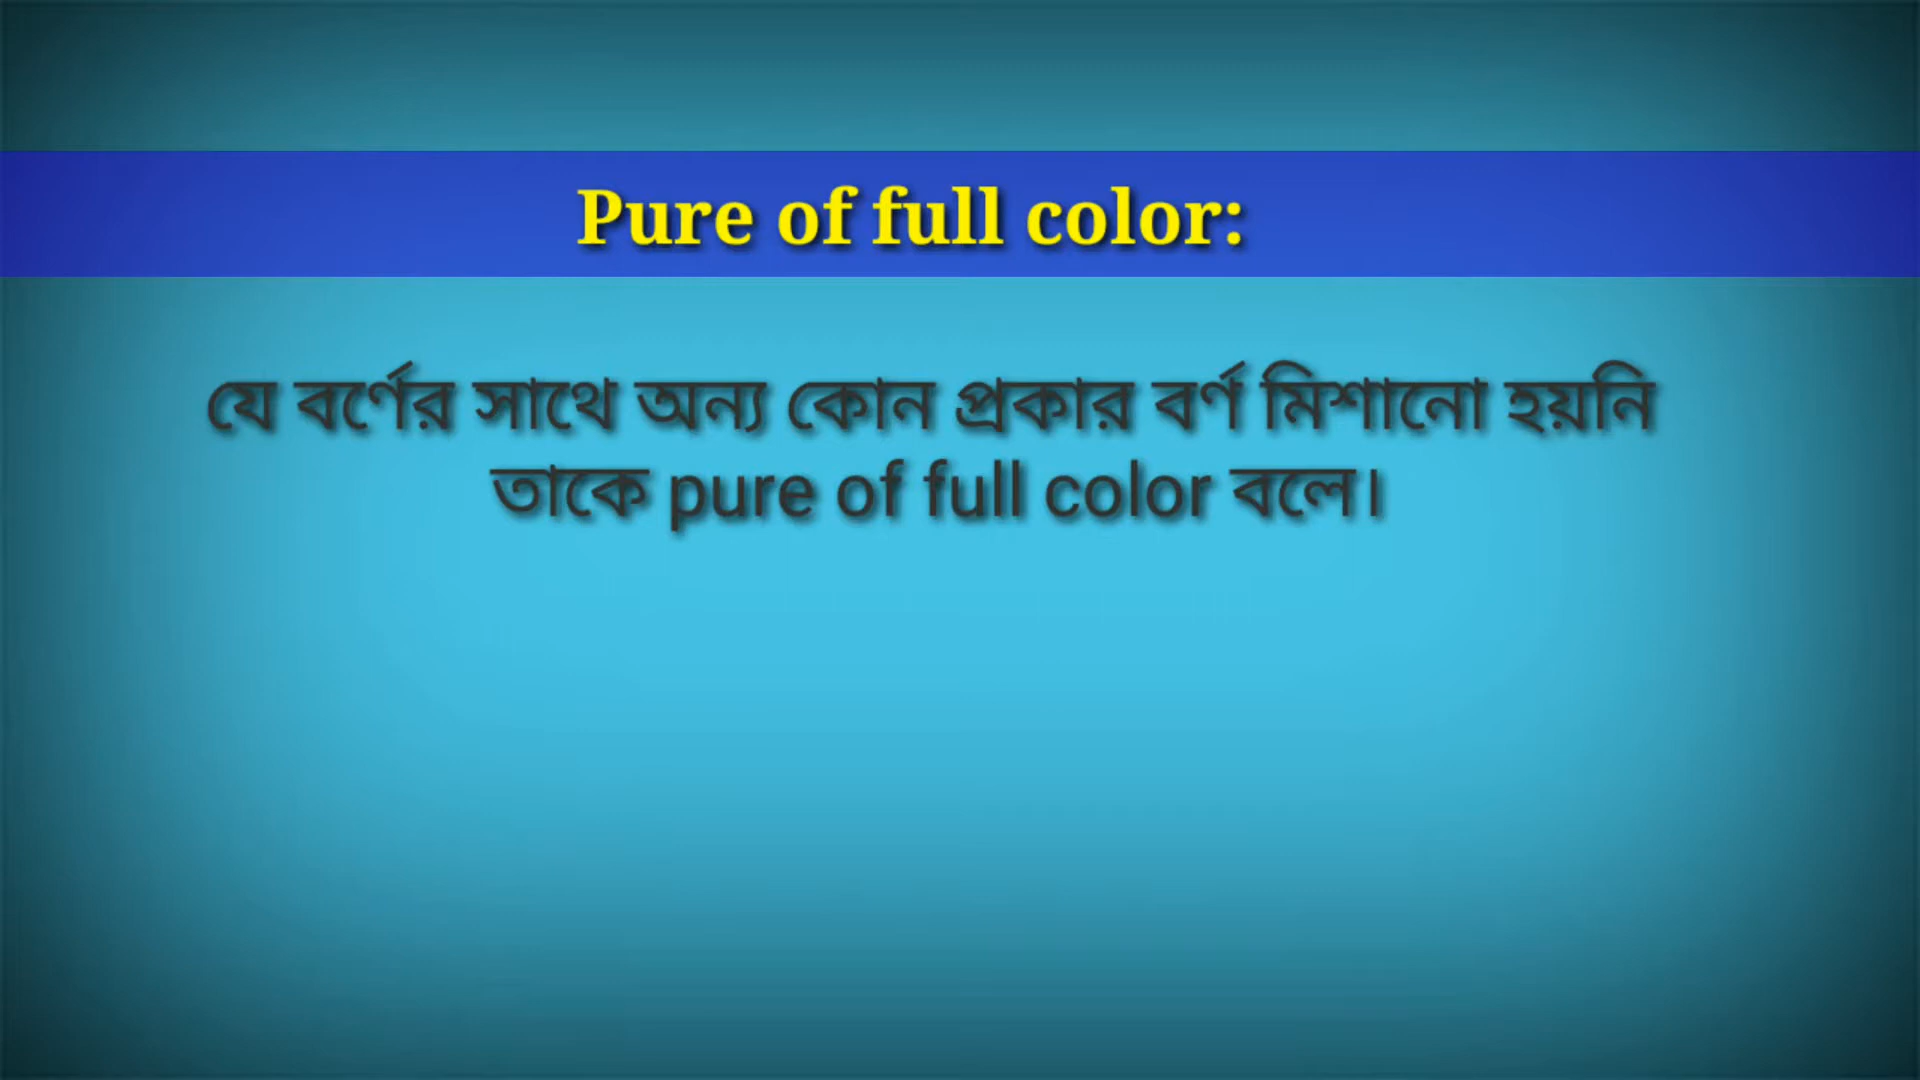 Pure of full color:
যে বর্ণের সাথে অন্য কোন প্রকার বর্ণ মিশানো হয়নি
তাকে pure of full color বলে।